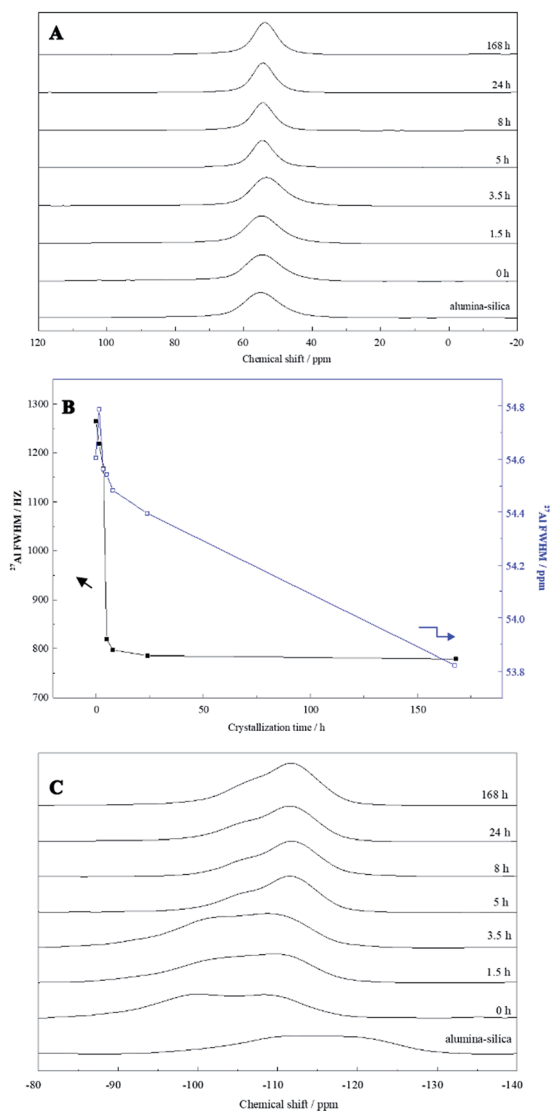 A
168 h
24 h
8 h
5 h
3.5 h
1.5 h
0 h
alumina-silica
120 100 80 60 40 20 0 -20
Chemical shift / ppm
B
1300
1200
1100
1000
900
800
700
²⁷Al FWHM / HZ
54.8
54.6
54.4
54.2
54.0
53.8
²⁷Al FWHM / ppm
0 50 100 150
Crystallization time / h
C
168 h
24 h
8 h
5 h
3.5 h
1.5 h
0 h
alumina-silica
-80 -90 -100 -110 -120 -130 -140
Chemical shift / ppm